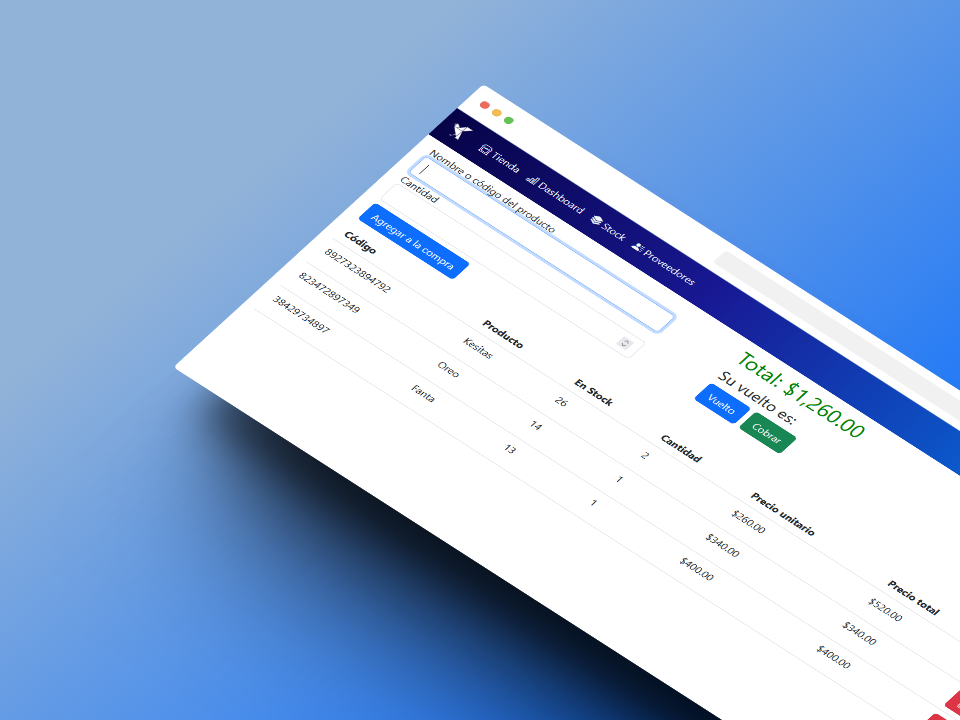 Tienda Dashboard Stock Proveedores
Nombre o código del producto
Cantidad
Agregar a la compra
Total: $1,260.00
Su vuelto es:
Vuelto Cobrar
Código Producto En Stock Cantidad Precio unitario Precio total
8927323894792 Kesitas 26 2 $260.00 $520.00
823472897349 Oreo 14 1 $340.00 $340.00
38429734897 Fanta 13 1 $400.00 $400.00